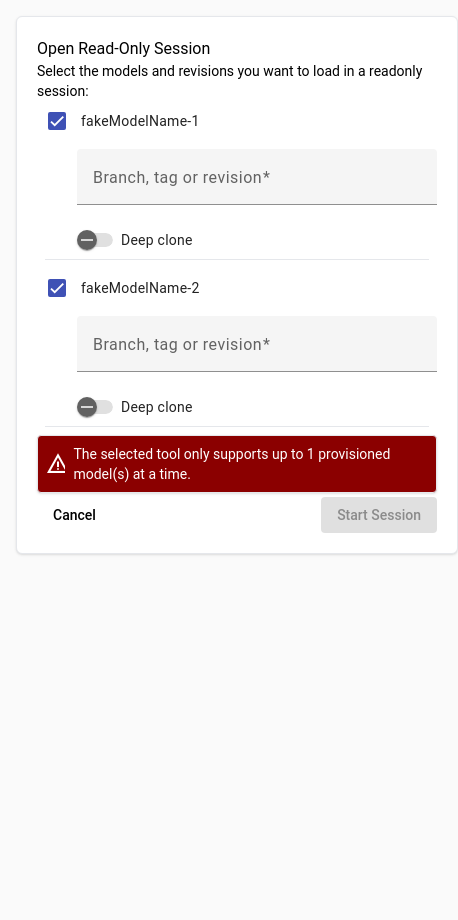 Open Read-Only Session
Select the models and revisions you want to load in a readonly
session:
fakeModelName-1
Branch, tag or revision*
Deep clone
fakeModelName-2
Branch, tag or revision*
Deep clone
The selected tool only supports up to 1 provisioned
model(s) at a time.
Cancel
Start Session